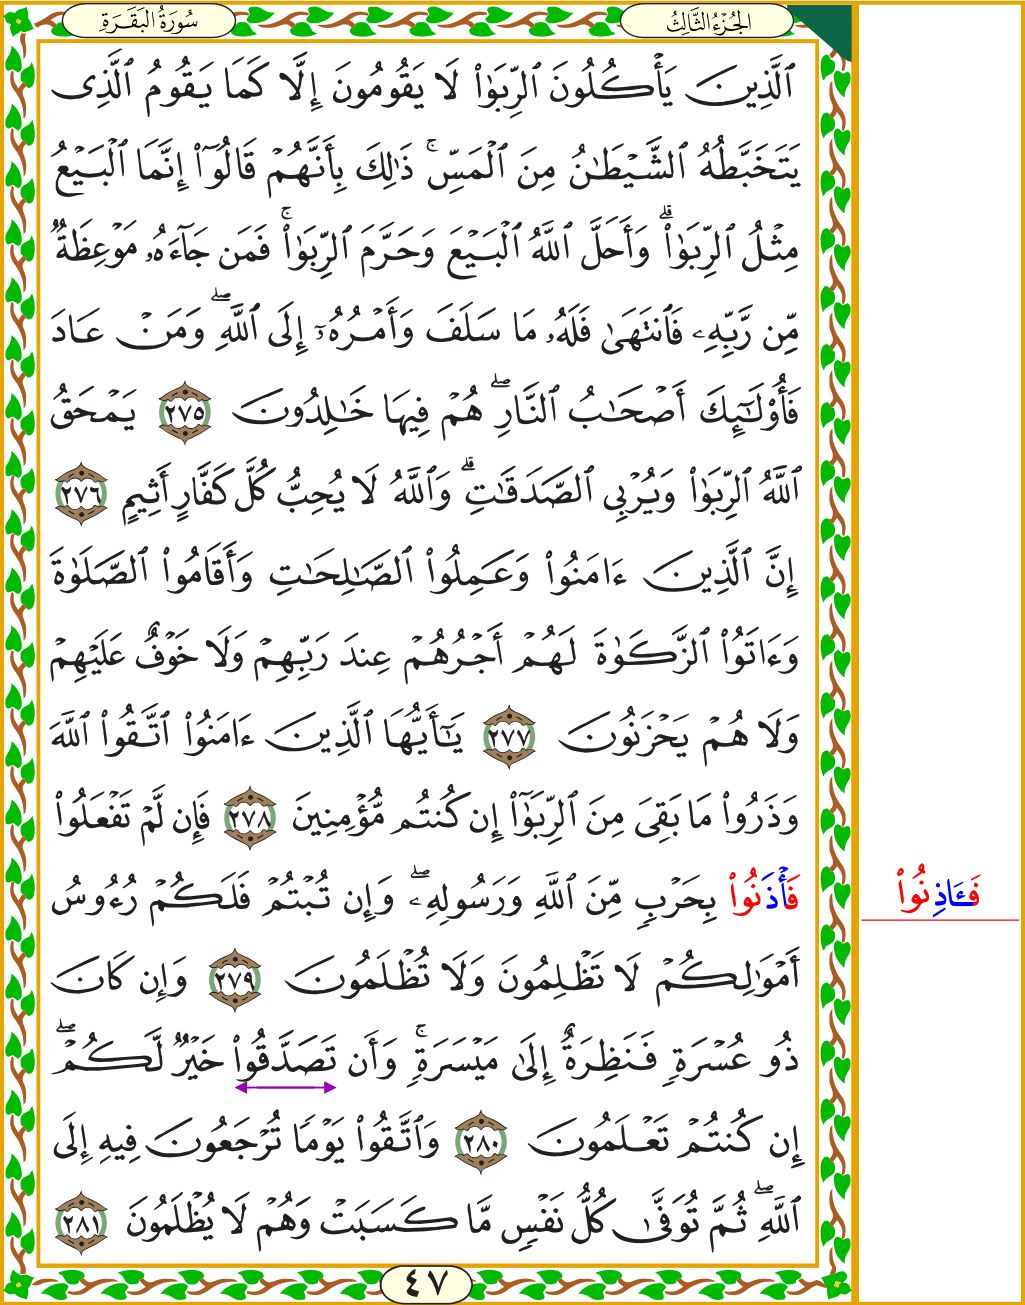 الجُزْءُ الثَّالِثُ
سُورَةُ الْبَقَرَةِ
ٱلَّذِينَ يَأۡكُلُونَ ٱلرِّبَوٰاْ لَا يَقُومُونَ إِلَّا كَمَا يَقُومُ ٱلَّذِى
يَتَخَبَّطُهُ ٱلشَّيۡطَٰنُ مِنَ ٱلۡمَسِّۚ ذَٰلِكَ بِأَنَّهُمۡ قَالُوٓاْ إِنَّمَا ٱلۡبَيۡعُ
مِثۡلُ ٱلرِّبَوٰاْۗ وَأَحَلَّ ٱللَّهُ ٱلۡبَيۡعَ وَحَرَّمَ ٱلرِّبَوٰاْۚ فَمَن جَآءَهُۥ مَوۡعِظَةٌ
مِّن رَّبِّهِۦ فَٱنتَهَىٰ فَلَهُۥ مَا سَلَفَ وَأَمۡرُهُۥٓ إِلَى ٱللَّهِۖ وَمَنۡ عَادَ
فَأُوْلَٰٓئِكَ أَصۡحَٰبُ ٱلنَّارِۖ هُمۡ فِيهَا خَٰلِدُونَ ٢٧٥ يَمۡحَقُ
ٱللَّهُ ٱلرِّبَوٰاْ وَيُرۡبِى ٱلصَّدَقَٰتِۗ وَٱللَّهُ لَا يُحِبُّ كُلَّ كَفَّارٍ أَثِيمٍ ٢٧٦
إِنَّ ٱلَّذِينَ ءَامَنُواْ وَعَمِلُواْ ٱلصَّٰلِحَٰتِ وَأَقَامُواْ ٱلصَّلَوٰةَ
وَءَاتَوُاْ ٱلزَّكَوٰةَ لَهُمۡ أَجۡرُهُمۡ عِندَ رَبِّهِمۡ وَلَا خَوۡفٌ عَلَيۡهِمۡ
وَلَا هُمۡ يَحۡزَنُونَ ٢٧٧ يَٰٓأَيُّهَا ٱلَّذِينَ ءَامَنُواْ ٱتَّقُواْ ٱللَّهَ
وَذَرُواْ مَا بَقِىَ مِنَ ٱلرِّبَوٰٓاْ إِن كُنتُم مُّؤۡمِنِينَ ٢٧٨ فَإِن لَّمۡ تَفۡعَلُواْ
فَأۡذَنُواْ بِحَرۡبٍ مِّنَ ٱللَّهِ وَرَسُولِهِۦۖ وَإِن تُبۡتُمۡ فَلَكُمۡ رُءُوسُ
فَـَٔاذِنُواْ
أَمۡوَٰلِكُمۡ لَا تَظۡلِمُونَ وَلَا تُظۡلَمُونَ ٢٧٩ وَإِن كَانَ
ذُو عُسۡرَةٍ فَنَظِرَةٌ إِلَىٰ مَيۡسَرَةٍۚ وَأَن تَصَدَّقُواْ خَيۡرٌ لَّكُمۡۖ
إِن كُنتُمۡ تَعۡلَمُونَ ٢٨٠ وَٱتَّقُواْ يَوۡمًا تُرۡجَعُونَ فِيهِ إِلَى
ٱللَّهِۖ ثُمَّ تُوَفَّىٰ كُلُّ نَفۡسٍ مَّا كَسَبَتۡ وَهُمۡ لَا يُظۡلَمُونَ ٢٨١
٤٧